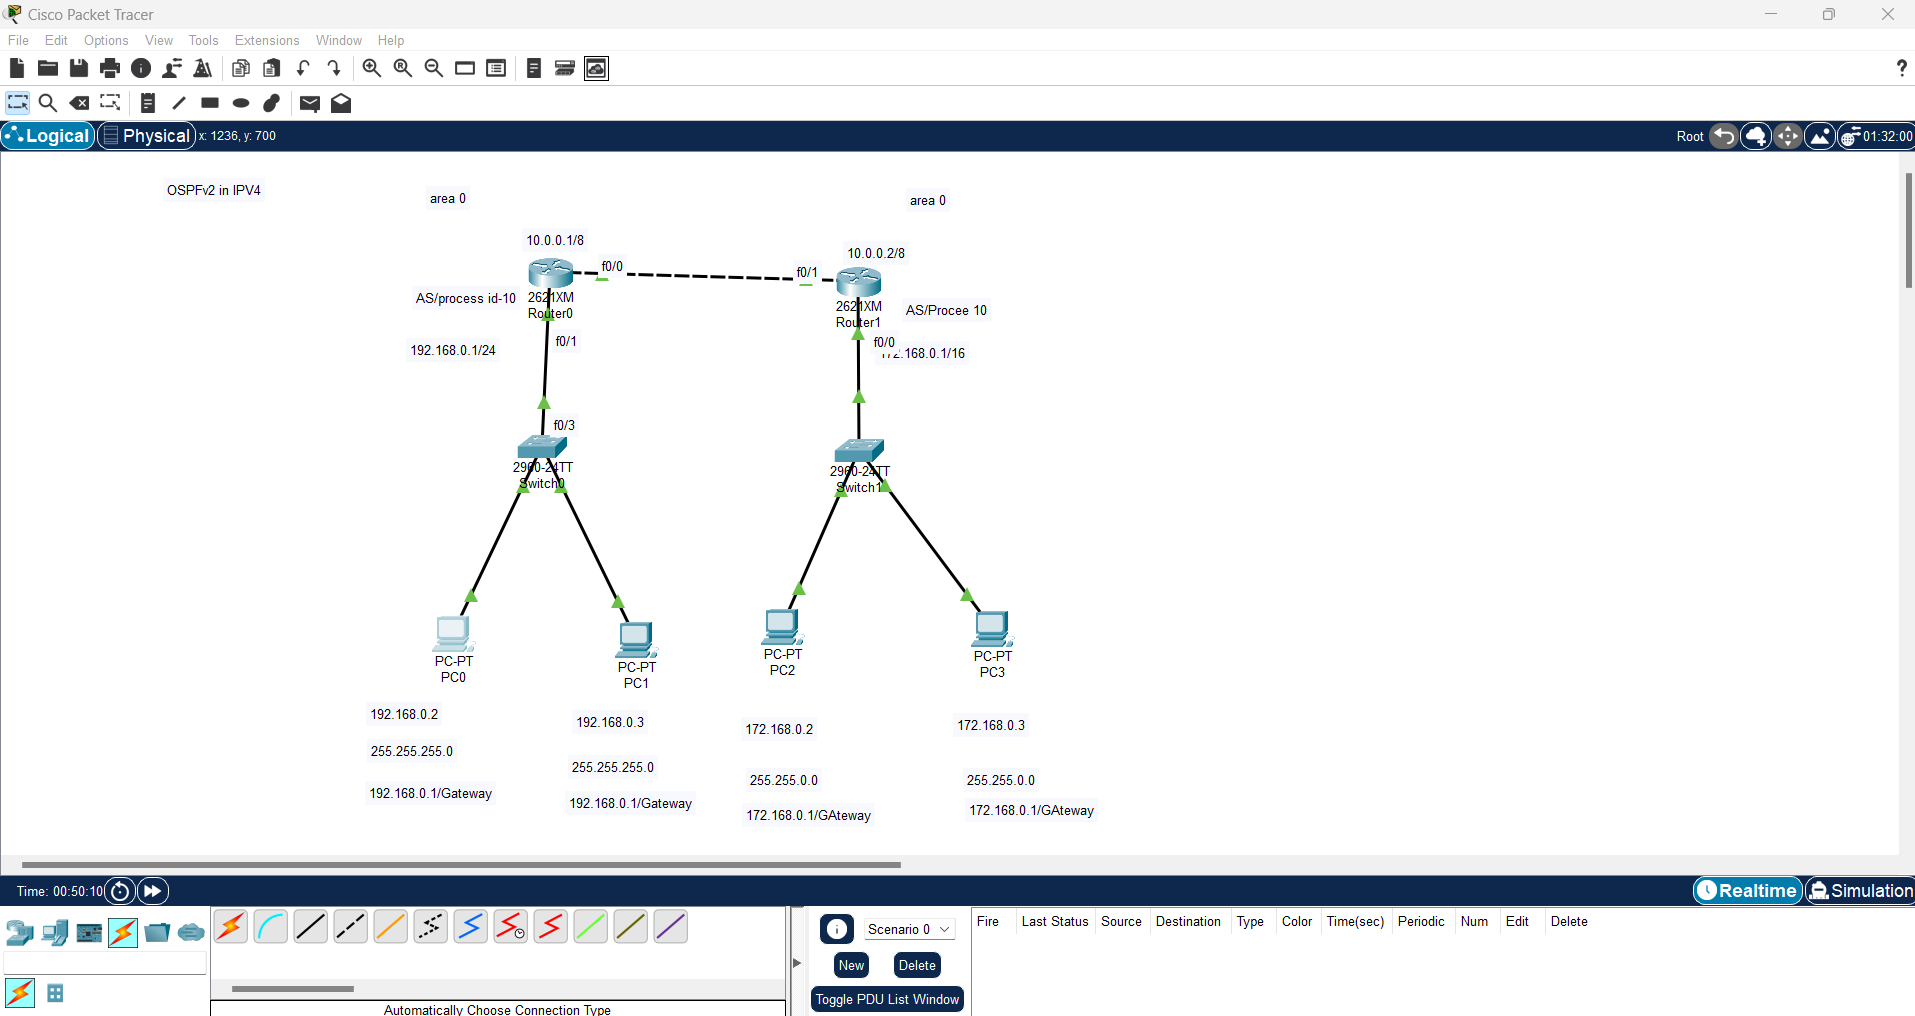 Cisco Packet Tracer
File Edit Options View Tools Extensions Window Help
?
Logical Physical x: 1236, y: 700 Root 01:32:00
OSPFv2 in IPV4
area 0
area 0
10.0.0.1/8
10.0.0.2/8
f0/0
f0/1
AS/process id-10
2621XM
Router0
2621XM
Router1
AS/Procee 10
192.168.0.1/24
f0/1
f0/0
172.168.0.1/16
f0/3
2960-24TT
Switch0
2960-24TT
Switch1
PC-PT
PC0
PC-PT
PC1
PC-PT
PC2
PC-PT
PC3
192.168.0.2
192.168.0.3
172.168.0.2
172.168.0.3
255.255.255.0
255.255.255.0
255.255.0.0
255.255.0.0
192.168.0.1/Gateway
192.168.0.1/Gateway
172.168.0.1/GAteway
172.168.0.1/GAteway
Time: 00:50:10 Realtime Simulation
Scenario 0
New Delete
Toggle PDU List Window
Fire Last Status Source Destination Type Color Time(sec) Periodic Num Edit Delete
Automatically Choose Connection Type